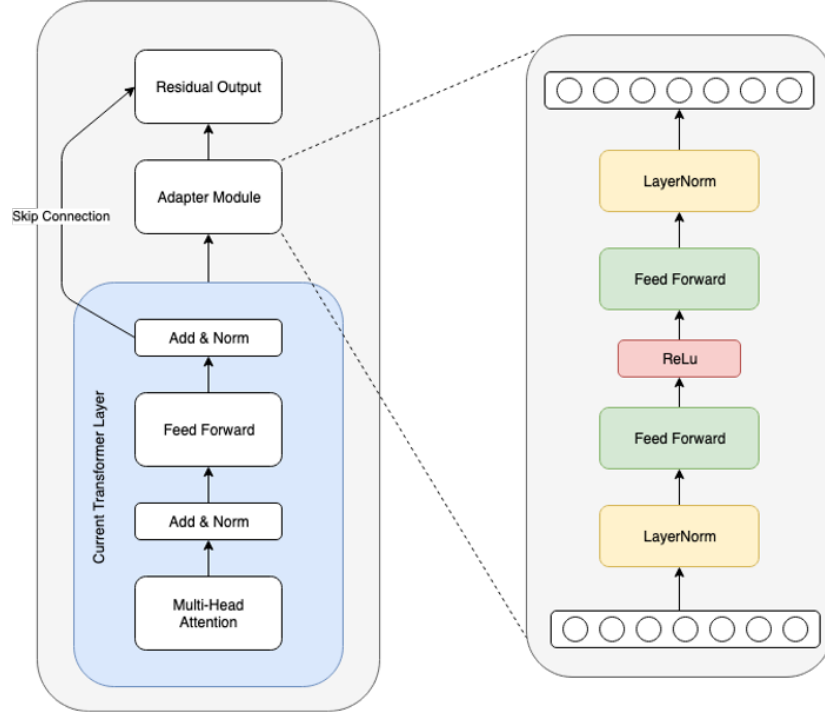 Residual Output
Adapter Module
Skip Connection
Add & Norm
Feed Forward
Add & Norm
Multi-Head
Attention
Current Transformer Layer
LayerNorm
Feed Forward
ReLu
Feed Forward
LayerNorm